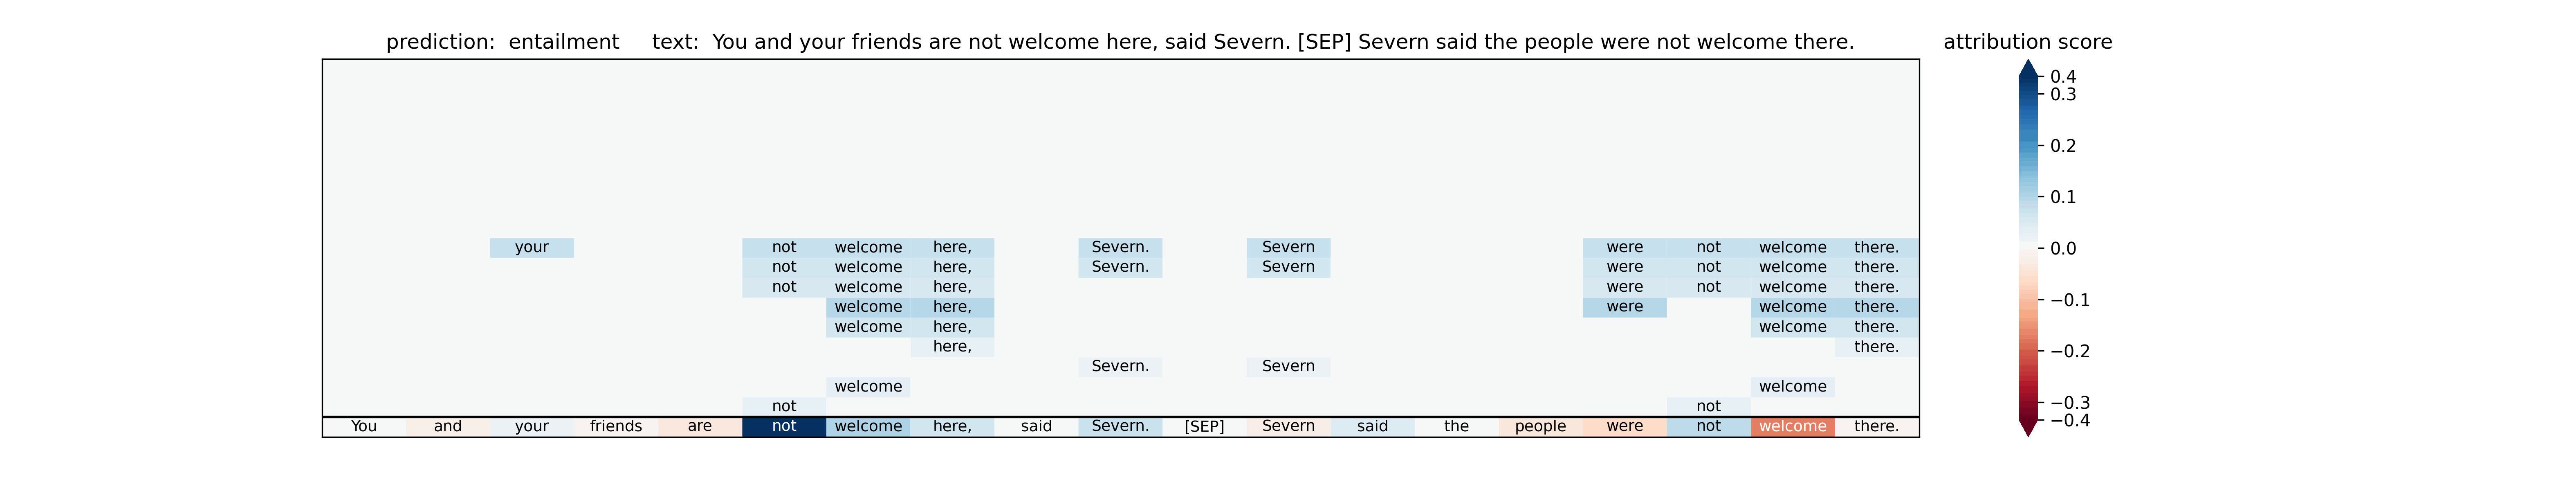 prediction:  entailment     text:  You and your friends are not welcome here, said Severn. [SEP] Severn said the people were not welcome there.
attribution score
your not welcome here, Severn. Severn were not welcome there.
not welcome here, Severn. Severn were not welcome there.
not welcome here, were not welcome there.
welcome here, were welcome there.
welcome here, welcome there.
here, there.
Severn. Severn
welcome welcome
not not
You and your friends are not welcome here, said Severn. [SEP] Severn said the people were not welcome there.
0.4
0.3
0.2
0.1
0.0
−0.1
−0.2
−0.3
−0.4